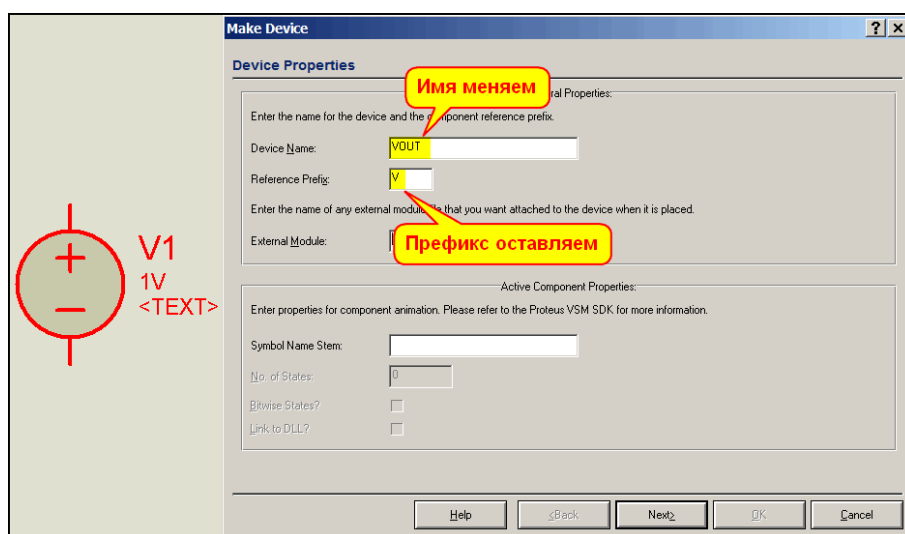 Make Device
Device Properties
Имя меняем
ral Properties:
Enter the name for the device and the component reference prefix.
Device Name:
VOUT
Reference Prefix:
V
Enter the name of any external module file that you want attached to the device when it is placed.
External Module:
Префикс оставляем
V1
1V
<TEXT>
Active Component Properties:
Enter properties for component animation. Please refer to the Proteus VSM SDK for more information.
Symbol Name Stem:
No. of States:
0
Bitwise States?
Link to DLL?
Help
<Back
Next>
OK
Cancel